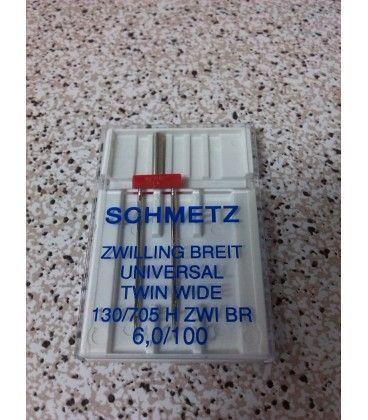 SCHMETZ
ZWILLING BREIT
UNIVERSAL
TWIN WIDE
130/705 H ZWI BR
6,0/100